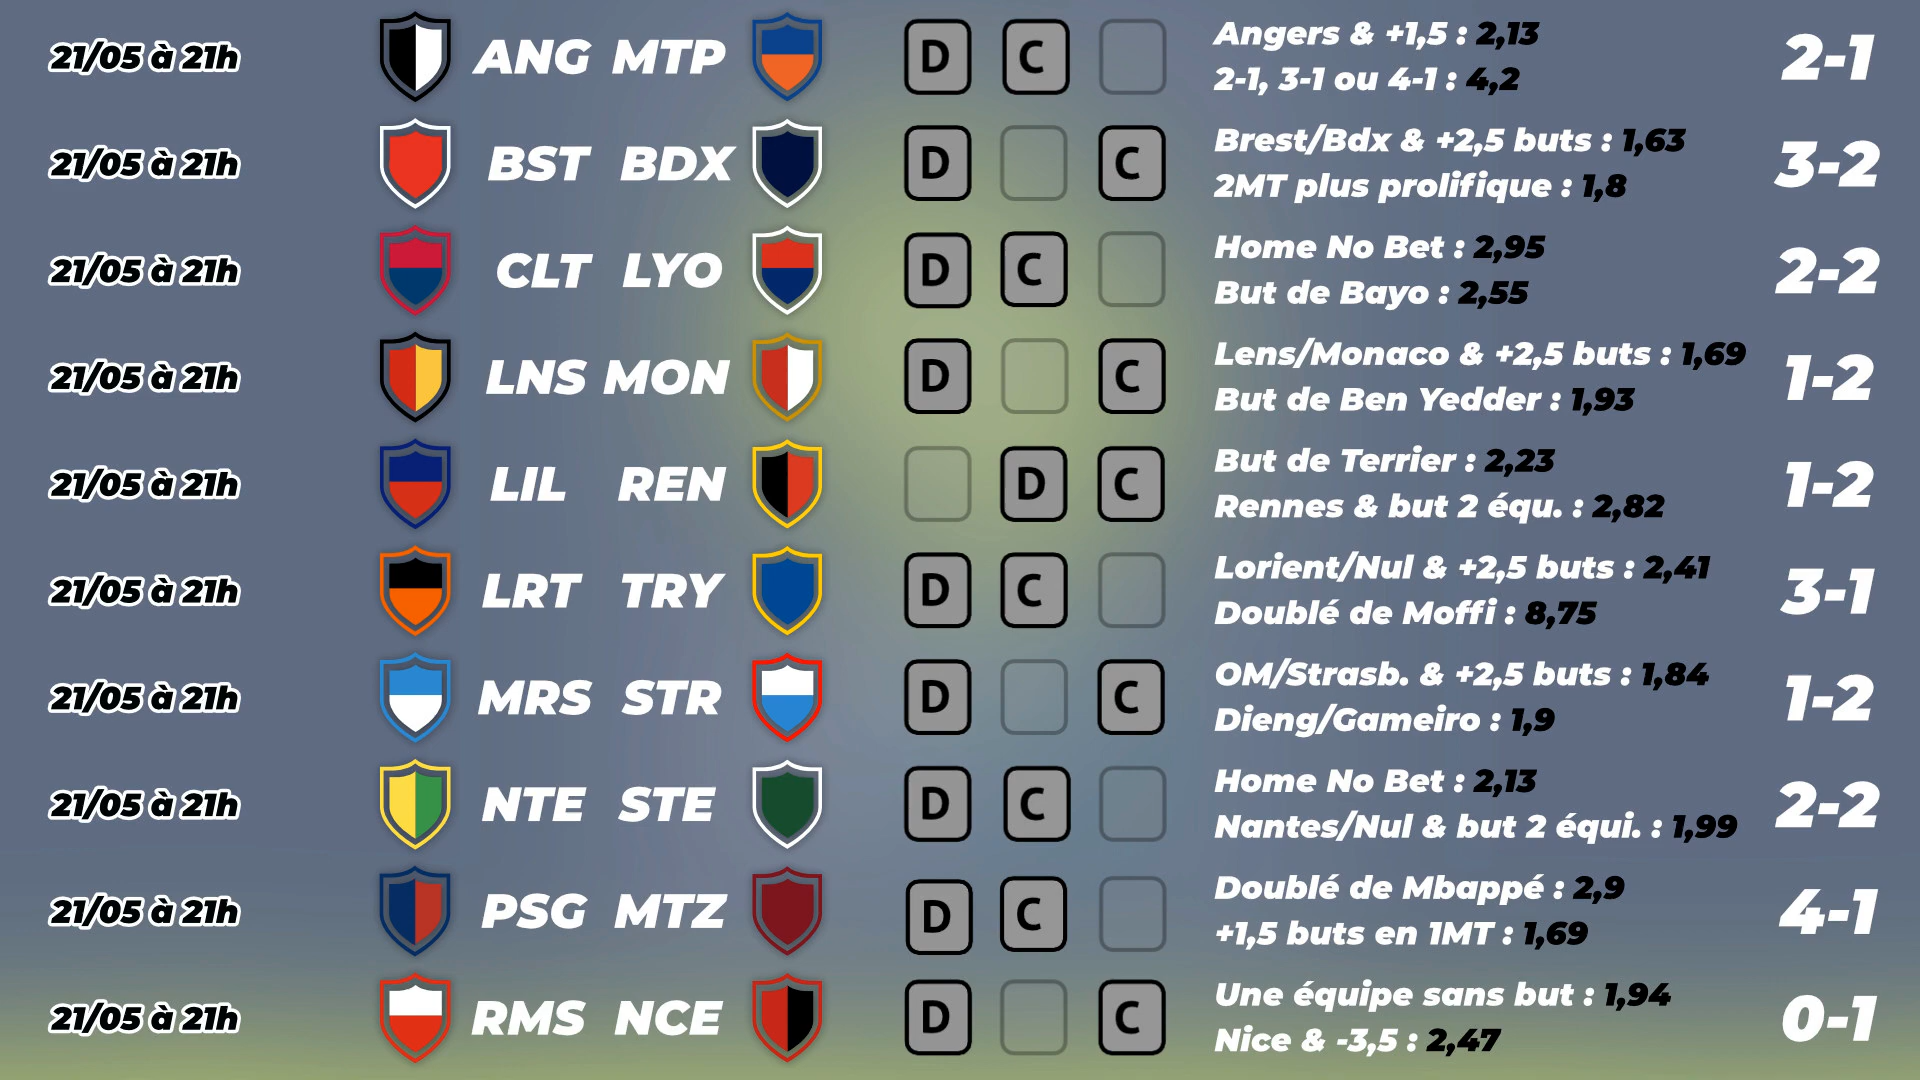 21/05 à 21h ANG MTP D C Angers & +1,5 : 2,13 2-1
2-1, 3-1 ou 4-1 : 4,2
21/05 à 21h BST BDX D C Brest/Bdx & +2,5 buts : 1,63 3-2
2MT plus prolifique : 1,8
21/05 à 21h CLT LYO D C Home No Bet : 2,95 2-2
But de Bayo : 2,55
21/05 à 21h LNS MON D C Lens/Monaco & +2,5 buts : 1,69 1-2
But de Ben Yedder : 1,93
21/05 à 21h LIL REN D C But de Terrier : 2,23 1-2
Rennes & but 2 équ. : 2,82
21/05 à 21h LRT TRY D C Lorient/Nul & +2,5 buts : 2,41 3-1
Doublé de Moffi : 8,75
21/05 à 21h MRS STR D C OM/Strasb. & +2,5 buts : 1,84 1-2
Dieng/Gameiro : 1,9
21/05 à 21h NTE STE D C Home No Bet : 2,13 2-2
Nantes/Nul & but 2 équi. : 1,99
21/05 à 21h PSG MTZ D C Doublé de Mbappé : 2,9 4-1
+1,5 buts en 1MT : 1,69
21/05 à 21h RMS NCE D C Une équipe sans but : 1,94 0-1
Nice & -3,5 : 2,47